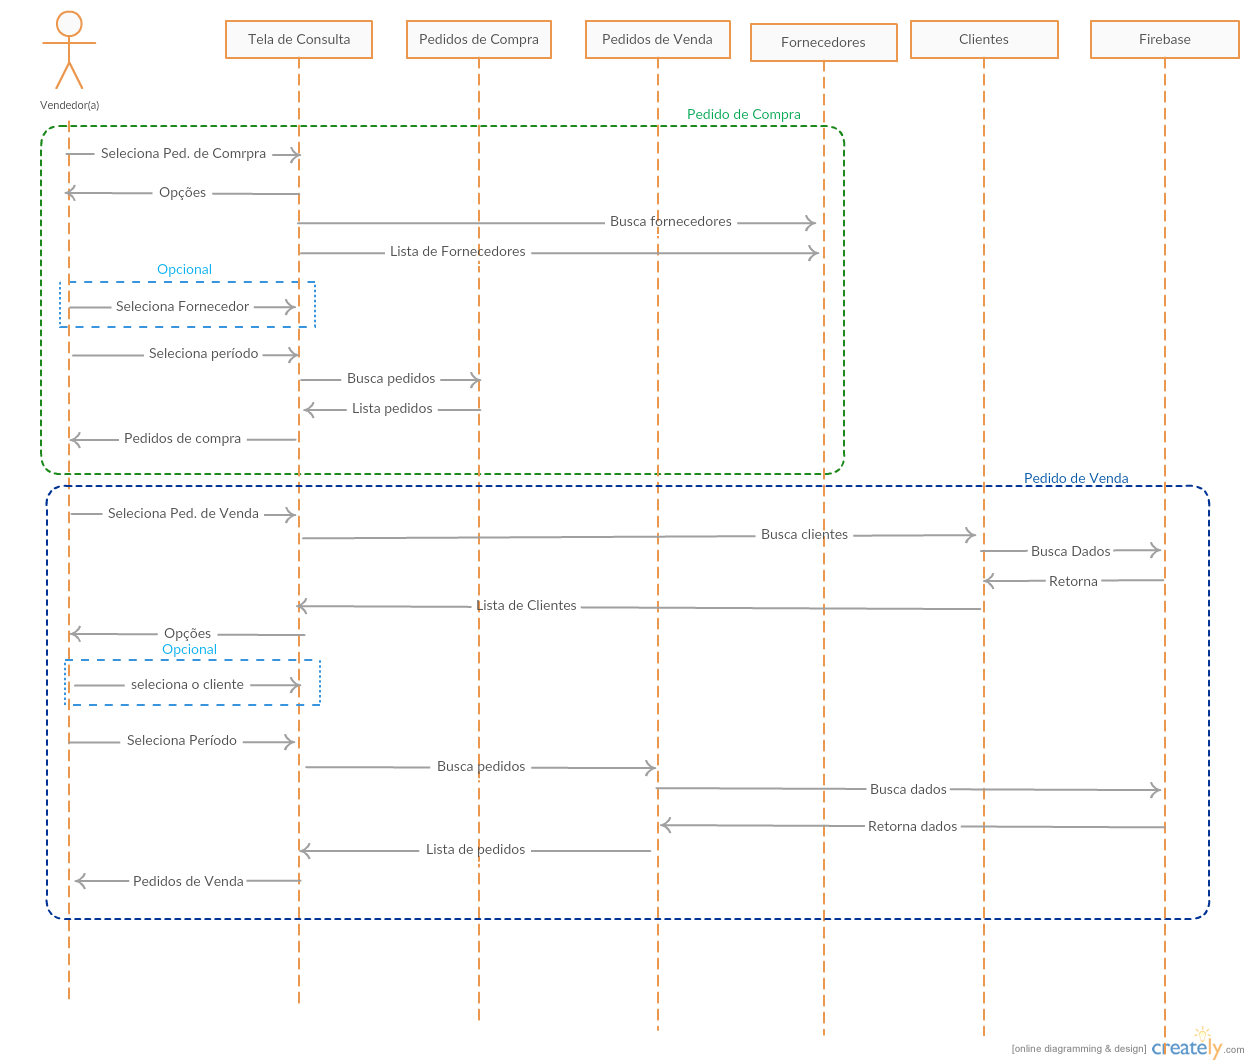 Tela de Consulta
Pedidos de Compra
Pedidos de Venda
Fornecedores
Clientes
Firebase
Vendedor(a)
Pedido de Compra
Seleciona Ped. de Comrpra
Opções
Busca fornecedores
Lista de Fornecedores
Opcional
Seleciona Fornecedor
Seleciona período
Busca pedidos
Lista pedidos
Pedidos de compra
Pedido de Venda
Seleciona Ped. de Venda
Busca clientes
Busca Dados
Retorna
Lista de Clientes
Opções
Opcional
seleciona o cliente
Seleciona Período
Busca pedidos
Busca dados
Retorna dados
Lista de pedidos
Pedidos de Venda
[online diagramming & design] creately.com